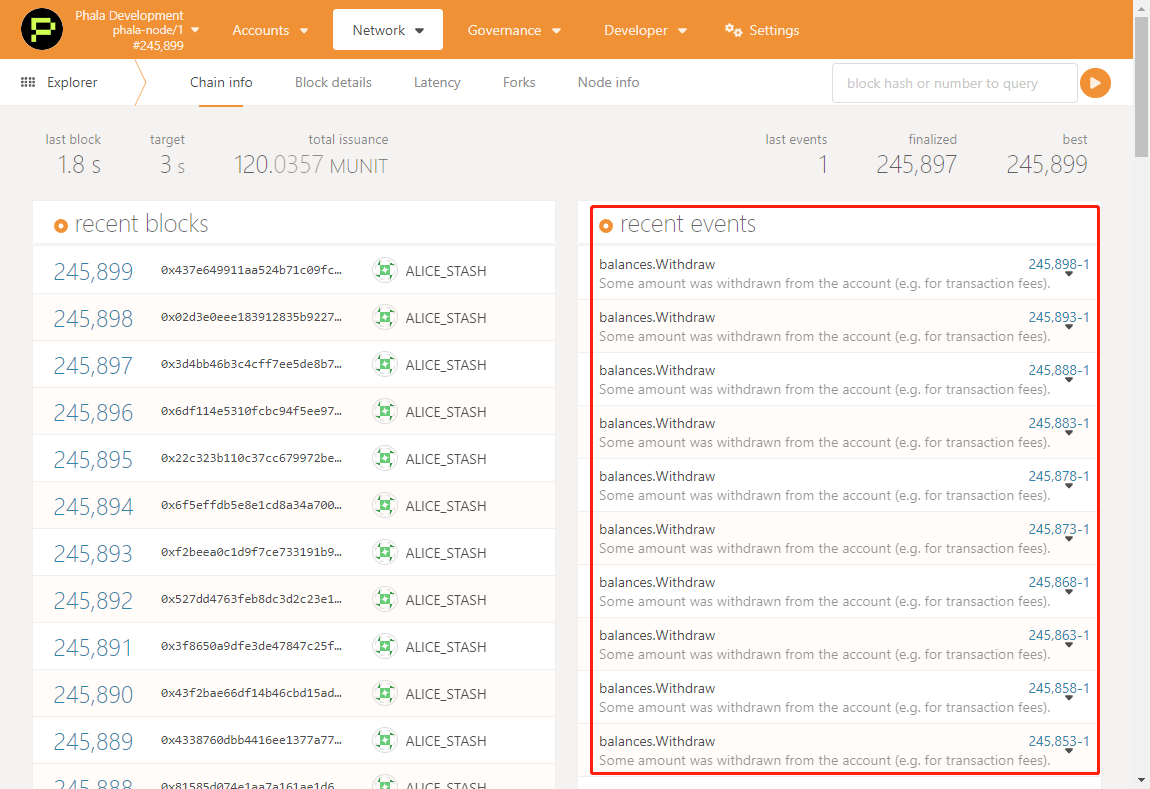 Phala Development
phala-node/1
#245,899
Accounts
Network
Governance
Developer
Settings
Explorer
Chain info
Block details
Latency
Forks
Node info
block hash or number to query
last block
1.8 s
target
3 s
total issuance
120.0357 MUNIT
last events
1
finalized
245,897
best
245,899
recent blocks
245,899 0x437e649911aa524b71c09fc… ALICE_STASH
245,898 0x02d3e0eee183912835b9227… ALICE_STASH
245,897 0x3d4bb46b3c4cff7ee5de8b7… ALICE_STASH
245,896 0x6df114e5310fcbc94f5ee97… ALICE_STASH
245,895 0x22c323b110c37cc679972be… ALICE_STASH
245,894 0x6f5effdb5e8e1cd8a34a700… ALICE_STASH
245,893 0xf2bea0c1d9f7ce733191b9… ALICE_STASH
245,892 0x527dd4763feb8dc3d2c23e1… ALICE_STASH
245,891 0x3f8650a9dfe3de47847c25f… ALICE_STASH
245,890 0x43f2bae66df14b46cbd15ad… ALICE_STASH
245,889 0x4338760dbb4416ee1377a77… ALICE_STASH
245,888 0x81585d074e1aa7a161ae1d6 ALICE_STASH
recent events
balances.Withdraw 245,898-1
Some amount was withdrawn from the account (e.g. for transaction fees).
balances.Withdraw 245,893-1
Some amount was withdrawn from the account (e.g. for transaction fees).
balances.Withdraw 245,888-1
Some amount was withdrawn from the account (e.g. for transaction fees).
balances.Withdraw 245,883-1
Some amount was withdrawn from the account (e.g. for transaction fees).
balances.Withdraw 245,878-1
Some amount was withdrawn from the account (e.g. for transaction fees).
balances.Withdraw 245,873-1
Some amount was withdrawn from the account (e.g. for transaction fees).
balances.Withdraw 245,868-1
Some amount was withdrawn from the account (e.g. for transaction fees).
balances.Withdraw 245,863-1
Some amount was withdrawn from the account (e.g. for transaction fees).
balances.Withdraw 245,858-1
Some amount was withdrawn from the account (e.g. for transaction fees).
balances.Withdraw 245,853-1
Some amount was withdrawn from the account (e.g. for transaction fees).